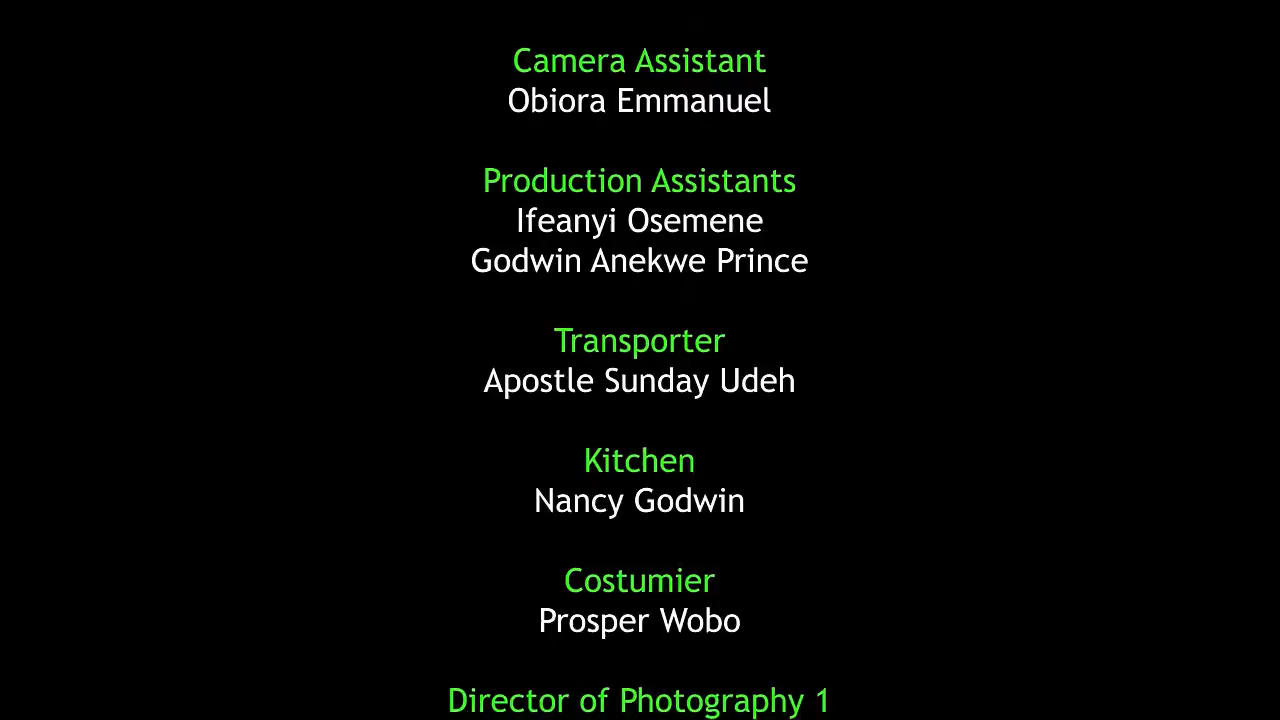 Camera Assistant
Obiora Emmanuel
Production Assistants
Ifeanyi Osemene
Godwin Anekwe Prince
Transporter
Apostle Sunday Udeh
Kitchen
Nancy Godwin
Costumier
Prosper Wobo
Director of Photography 1